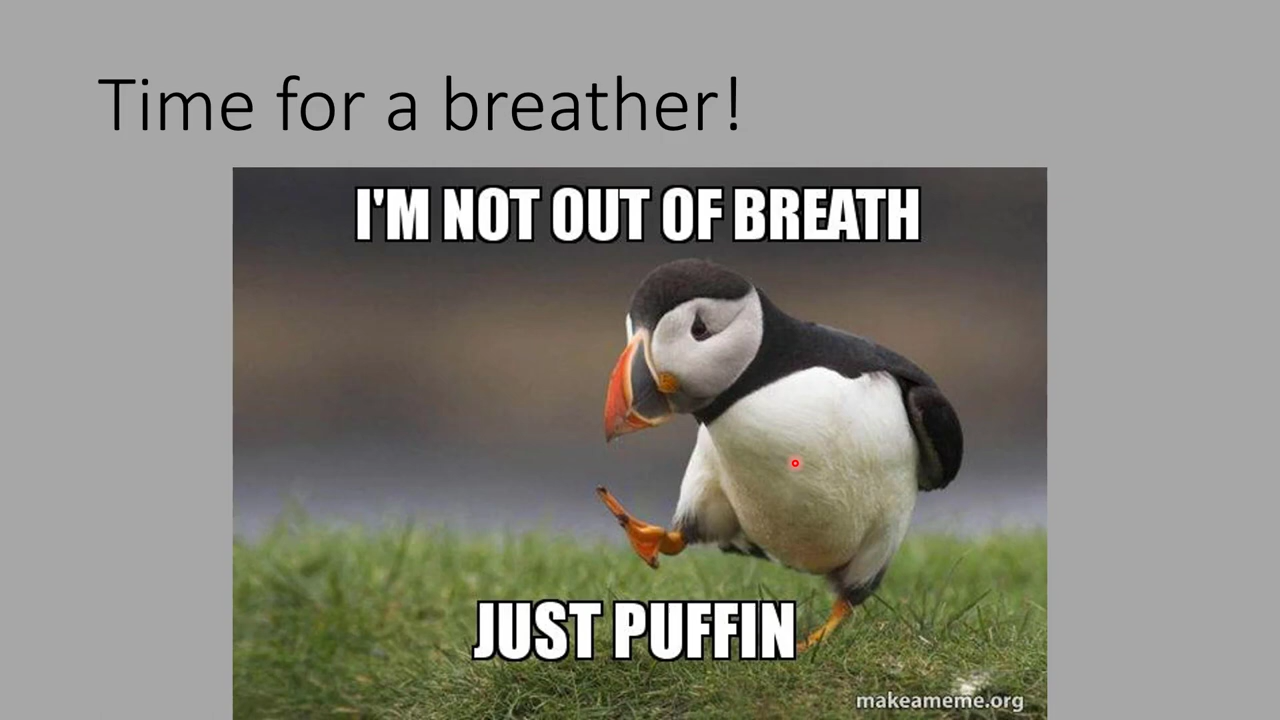 Time for a breather!
I'M NOT OUT OF BREATH
JUST PUFFIN
makeameme.org